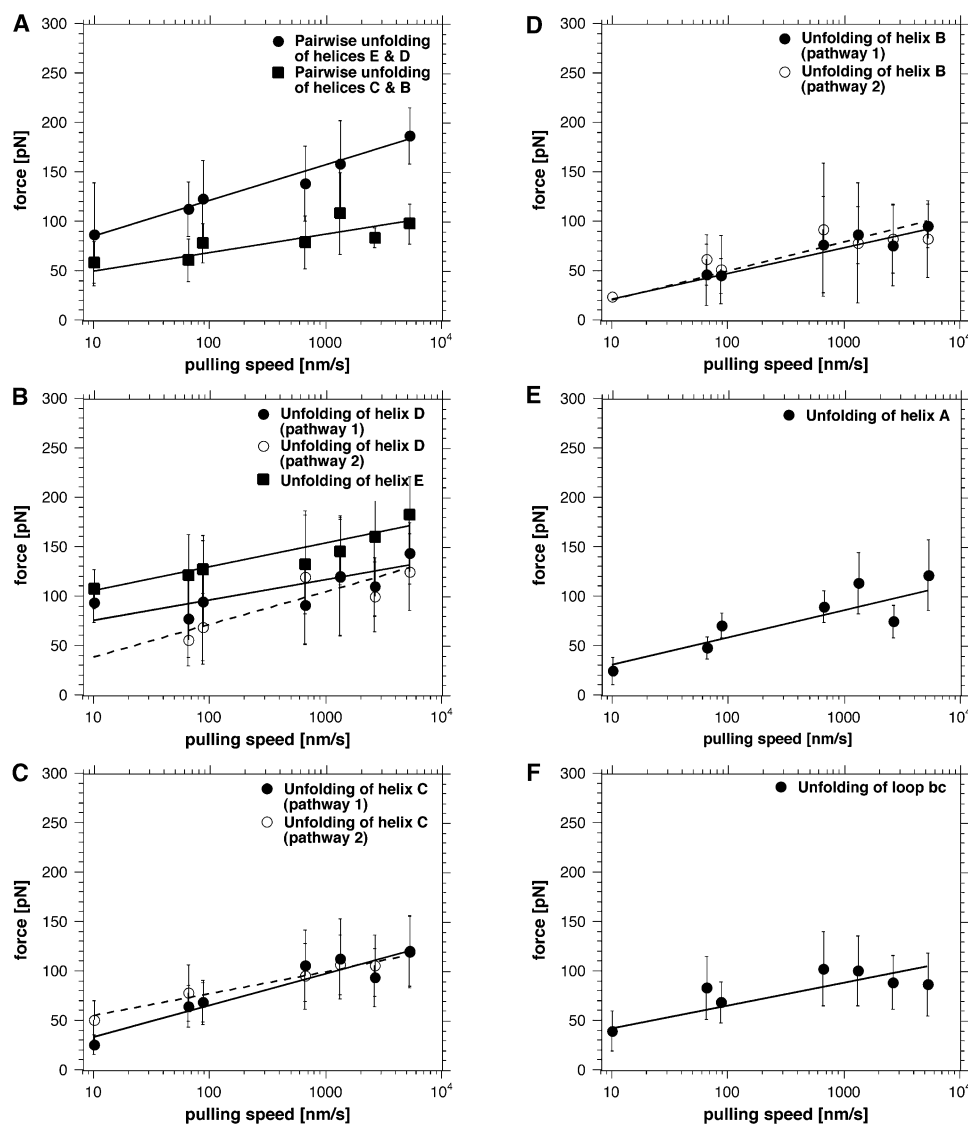 A
300
250
200
150
100
50
0
force [pN]
Pairwise unfolding
of helices E & D
Pairwise unfolding
of helices C & B
10
100
1000
10⁴
pulling speed [nm/s]
D
300
250
200
150
100
50
0
force [pN]
Unfolding of helix B
(pathway 1)
Unfolding of helix B
(pathway 2)
10
100
1000
10⁴
pulling speed [nm/s]
B
300
250
200
150
100
50
0
force [pN]
Unfolding of helix D
(pathway 1)
Unfolding of helix D
(pathway 2)
Unfolding of helix E
10
100
1000
10⁴
pulling speed [nm/s]
E
300
250
200
150
100
50
0
force [pN]
Unfolding of helix A
10
100
1000
10⁴
pulling speed [nm/s]
C
300
250
200
150
100
50
0
force [pN]
Unfolding of helix C
(pathway 1)
Unfolding of helix C
(pathway 2)
10
100
1000
10⁴
pulling speed [nm/s]
F
300
250
200
150
100
50
0
force [pN]
Unfolding of loop bc
10
100
1000
10⁴
pulling speed [nm/s]